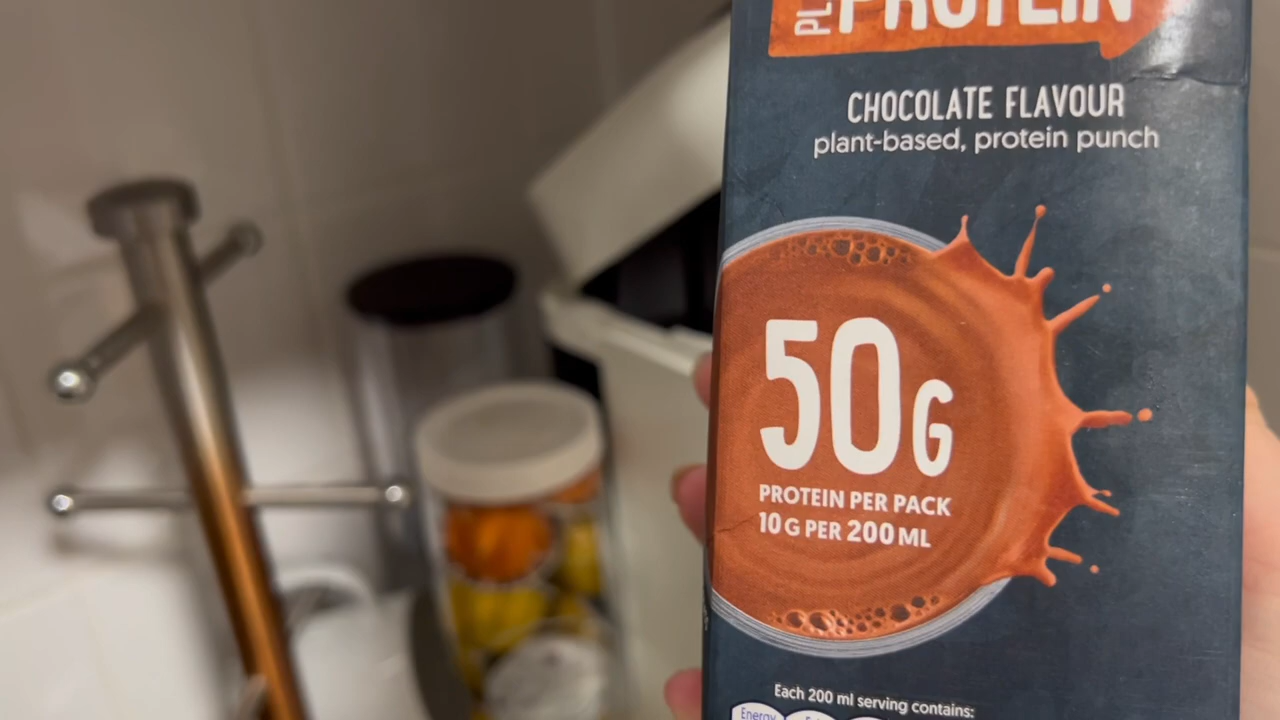 PROTEIN
CHOCOLATE FLAVOUR
plant-based, protein punch
50G
PROTEIN PER PACK
10G PER 200ML
Each 200 ml serving contains:
Energy